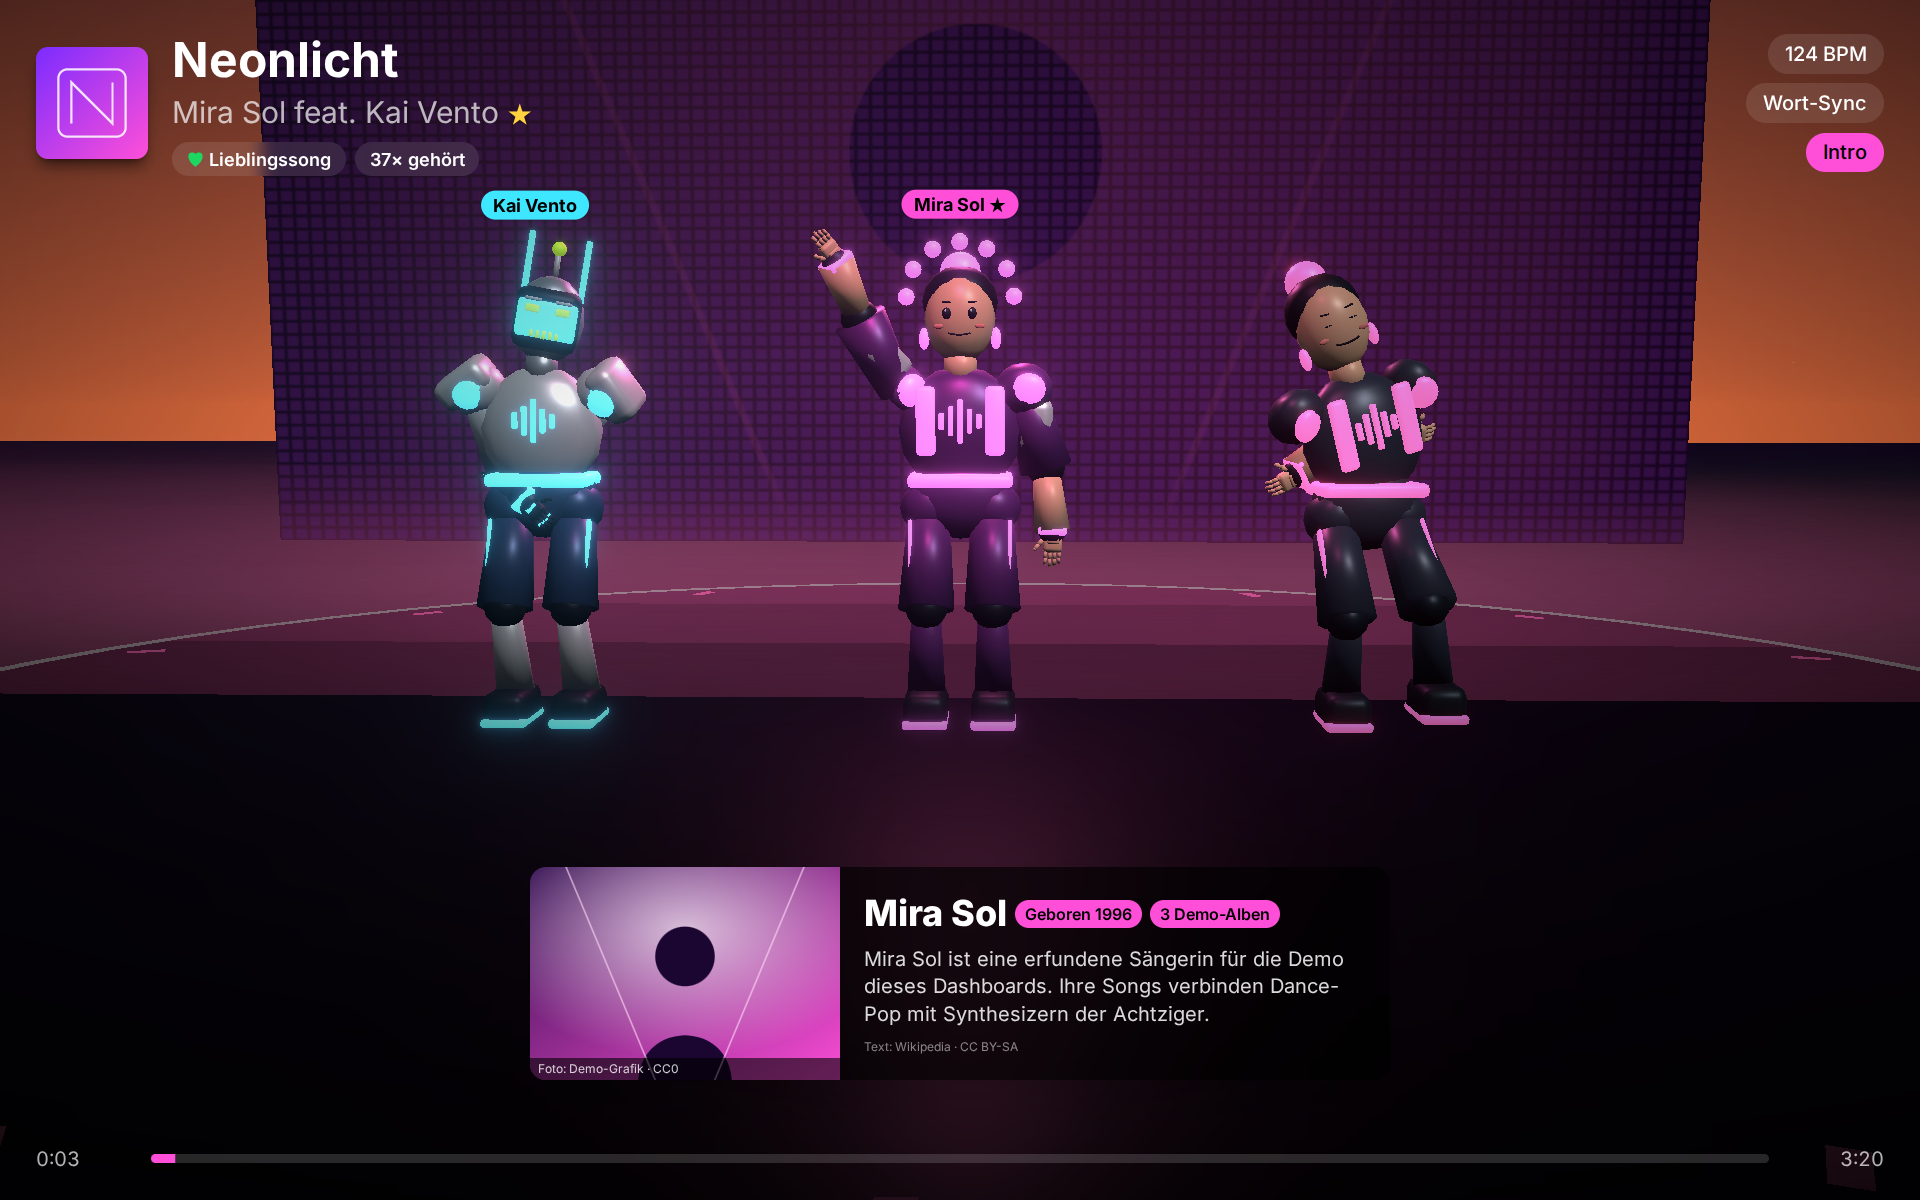 N
Neonlicht
Mira Sol feat. Kai Vento ★
Lieblingssong
37× gehört
124 BPM
Wort-Sync
Intro
Kai Vento
Mira Sol ★
Mira Sol
Geboren 1996
3 Demo-Alben
Mira Sol ist eine erfundene Sängerin für die Demo
dieses Dashboards. Ihre Songs verbinden Dance-
Pop mit Synthesizern der Achtziger.
Text: Wikipedia · CC BY-SA
Foto: Demo-Grafik · CC0
0:03
3:20